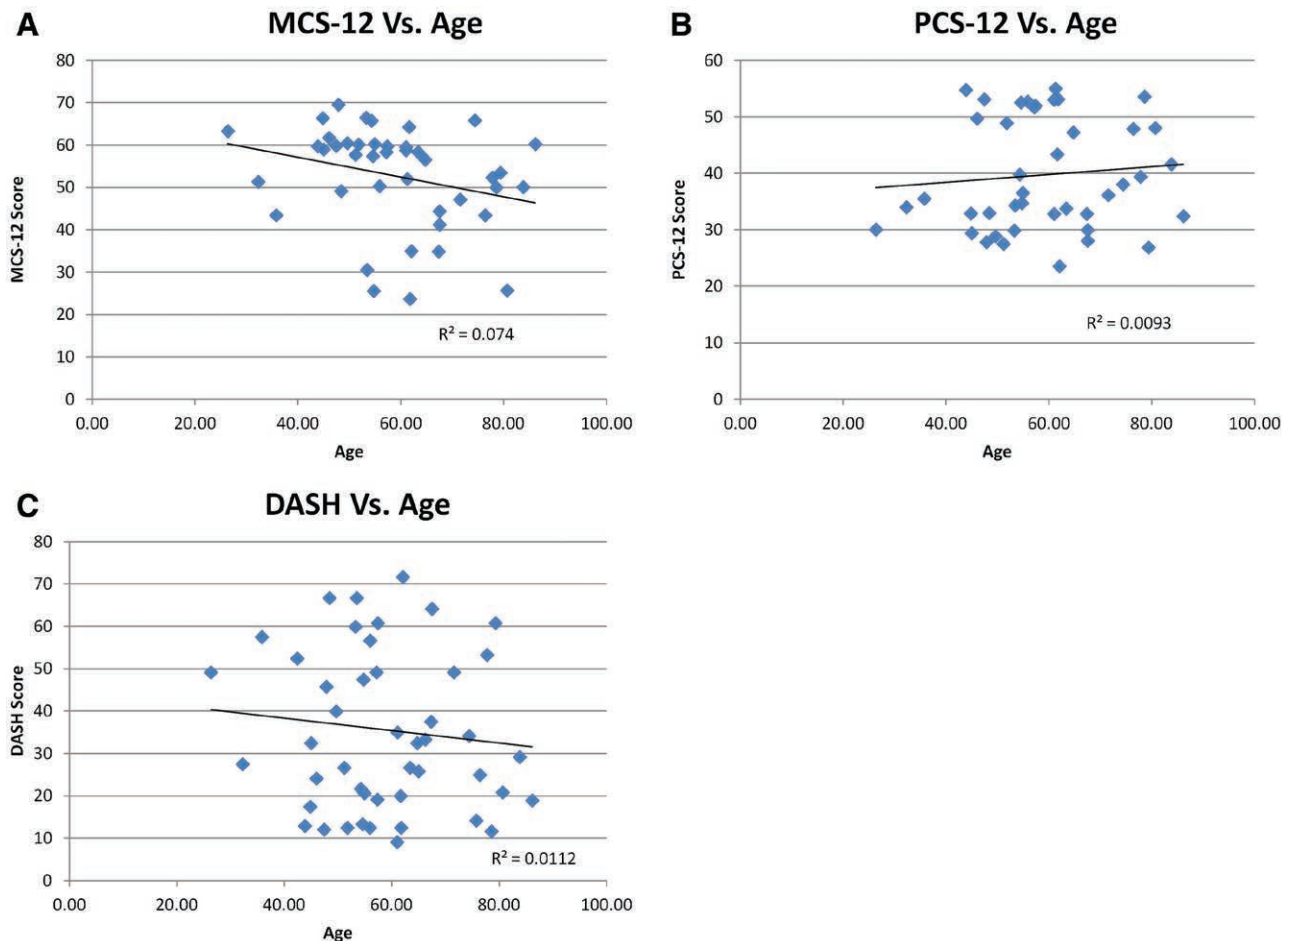 A
MCS-12 Vs. Age
80
70
60
50
40
30
20
10
0
MCS-12 Score
R² = 0.074
0.00 20.00 40.00 60.00 80.00 100.00
Age
B
PCS-12 Vs. Age
60
50
40
30
20
10
0
PCS-12 Score
R² = 0.0093
0.00 20.00 40.00 60.00 80.00 100.00
Age
C
DASH Vs. Age
80
70
60
50
40
30
20
10
0
DASH Score
R² = 0.0112
0.00 20.00 40.00 60.00 80.00 100.00
Age